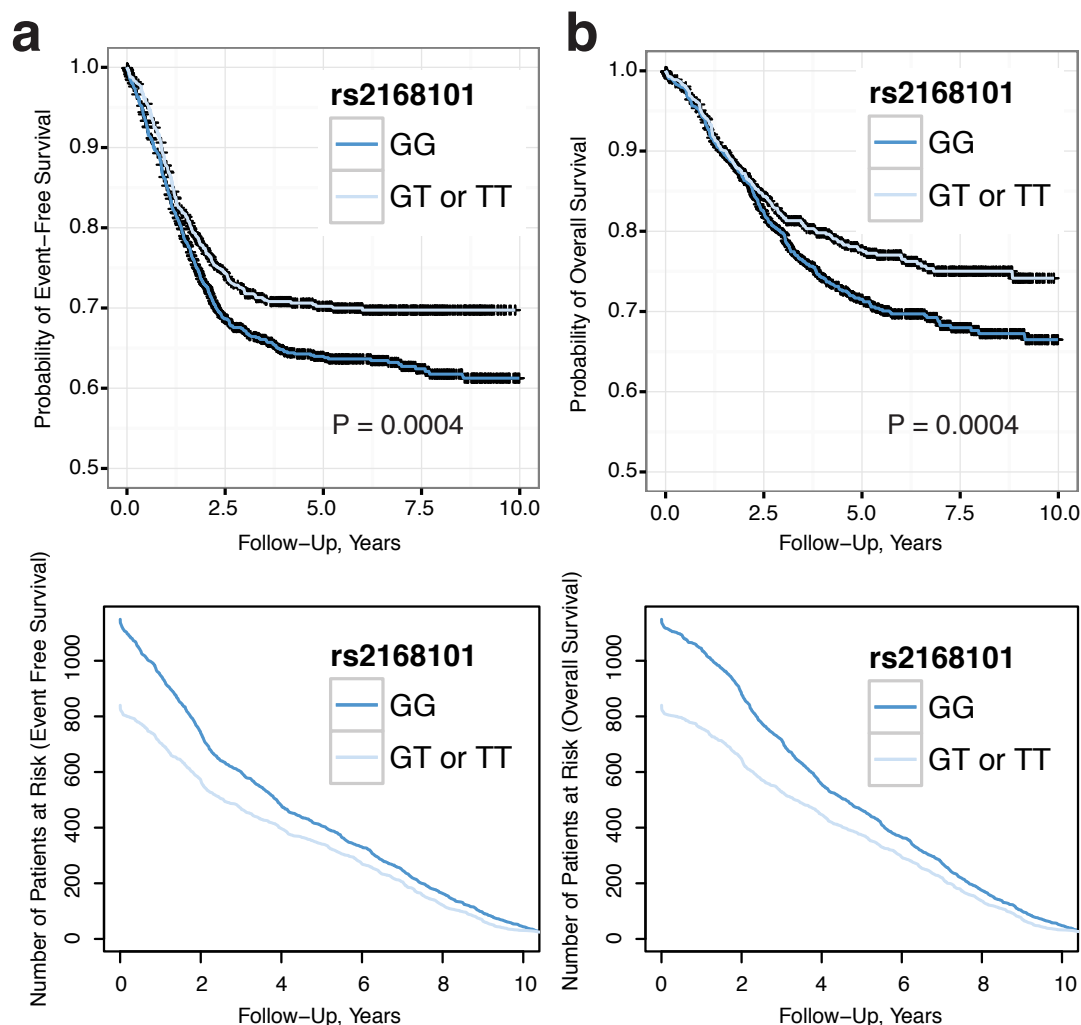 a
Probability of Event–Free Survival
1.0
0.9
0.8
0.7
0.6
0.5
rs2168101
GG
GT or TT
P = 0.0004
0.0 2.5 5.0 7.5 10.0
Follow–Up, Years
b
Probability of Overall Survival
1.0
0.9
0.8
0.7
0.6
0.5
rs2168101
GG
GT or TT
P = 0.0004
0.0 2.5 5.0 7.5 10.0
Follow–Up, Years
Number of Patients at Risk (Event Free Survival)
1000
800
600
400
200
0
rs2168101
GG
GT or TT
0 2 4 6 8 10
Follow–Up, Years
Number of Patients at Risk (Overall Survival)
1000
800
600
400
200
0
rs2168101
GG
GT or TT
0 2 4 6 8 10
Follow–Up, Years